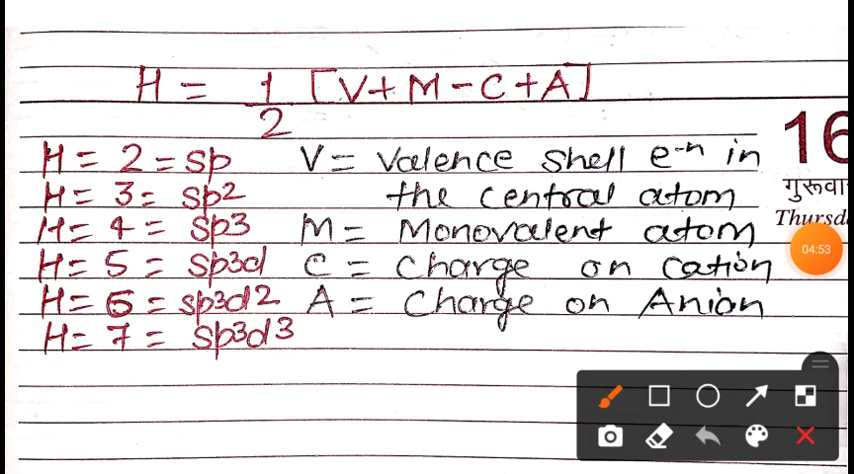 H = 1/2 [V+M-C+A]
H = 2 = sp V = Valence shell e-n in
H = 3 = sp2 the central atom
H = 4 = sp3 M = Monovalent atom
H = 5 = sp3d C = Charge on Cation
H = 6 = sp3d2 A = Charge on Anion
H = 7 = sp3d3
16
गुरूवा
Thursd
04:53